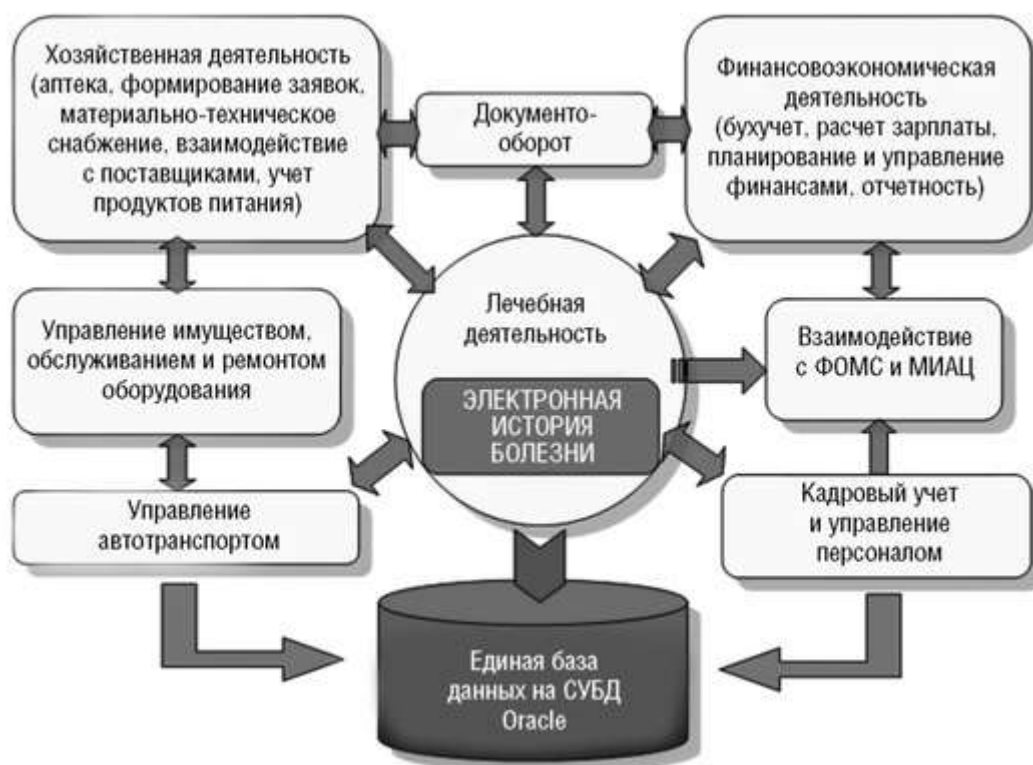 Хозяйственная деятельность
(аптека, формирование заявок,
материально-техническое
снабжение, взаимодействие
с поставщиками, учет
продуктов питания)
Документо-
оборот
Финансовоэкономическая
деятельность
(бухучет, расчет зарплаты,
планирование и управление
финансами, отчетность)
Управление имуществом,
обслуживанием и ремонтом
оборудования
Лечебная
деятельность
ЭЛЕКТРОННАЯ
ИСТОРИЯ
БОЛЕЗНИ
Взаимодействие
с ФОМС и МИАЦ
Управление
автотранспортом
Кадровый учет
и управление
персоналом
Единая база
данных на СУБД
Oracle